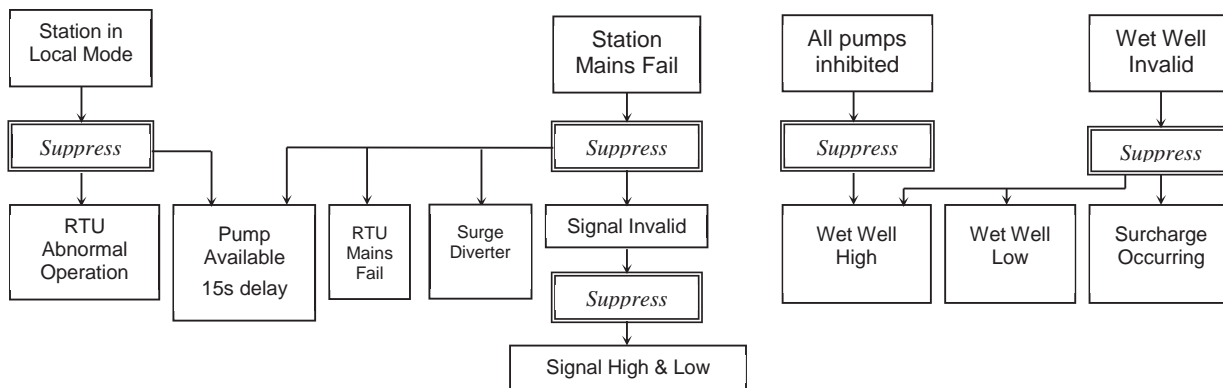 Station in
Local Mode
Station
Mains Fail
All pumps
inhibited
Wet Well
Invalid
Suppress
Suppress
Suppress
Suppress
RTU
Abnormal
Operation
Pump
Available
15s delay
RTU
Mains
Fail
Surge
Diverter
Signal Invalid
Wet Well
High
Wet Well
Low
Surcharge
Occurring
Suppress
Signal High & Low